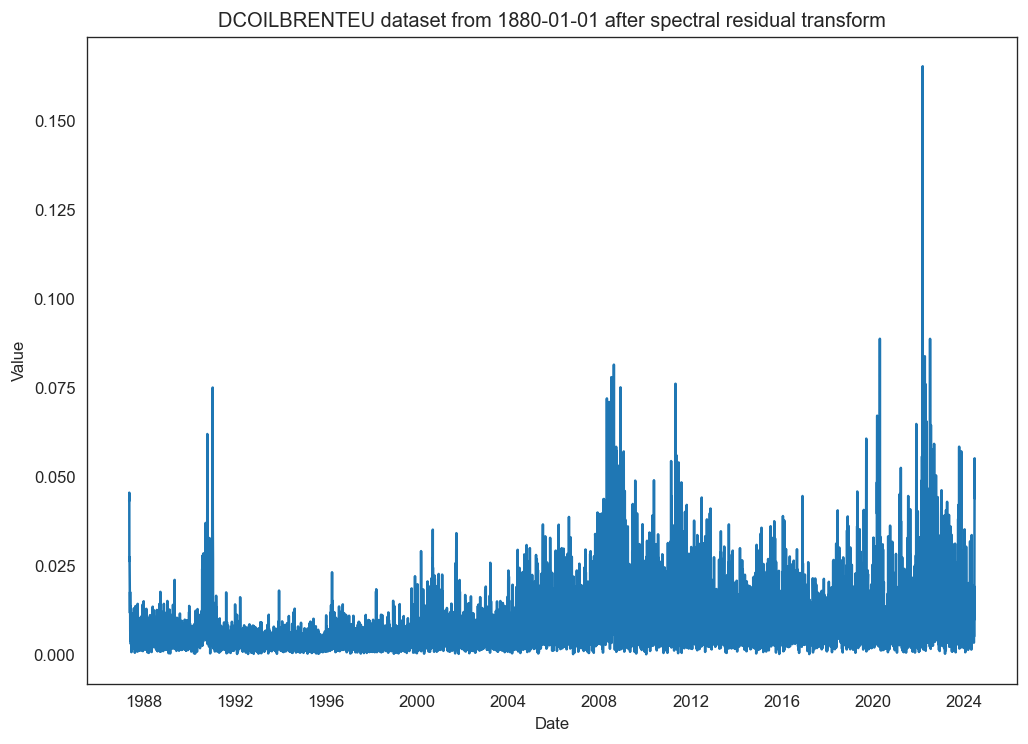 DCOILBRENTEU dataset from 1880-01-01 after spectral residual transform
Value
0.150
0.125
0.100
0.075
0.050
0.025
0.000
1988 1992 1996 2000 2004 2008 2012 2016 2020 2024
Date